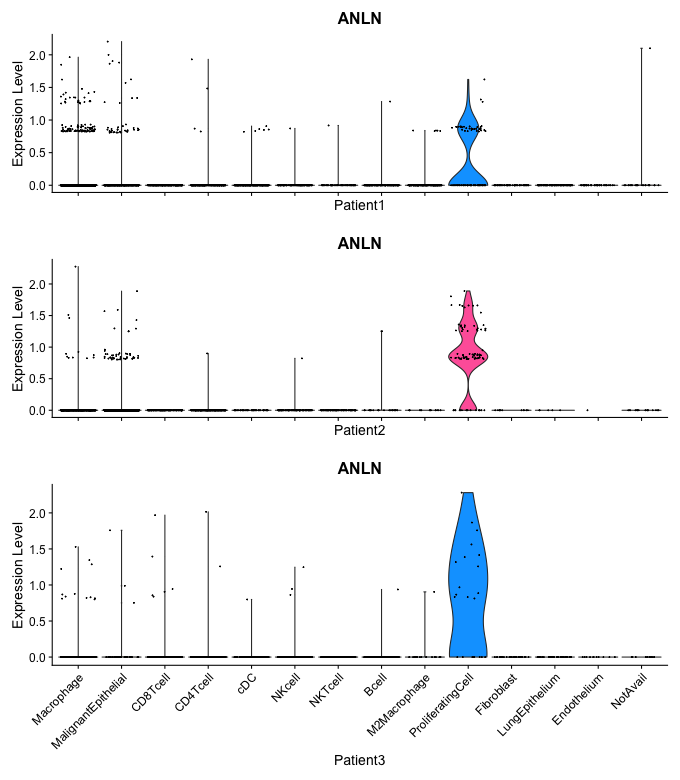 ANLN
Expression Level
2.0
1.5
1.0
0.5
0.0
Patient1
ANLN
Expression Level
2.0
1.5
1.0
0.5
0.0
Patient2
ANLN
Expression Level
2.0
1.5
1.0
0.5
0.0
Macrophage
MalignantEpithelial
CD8Tcell
CD4Tcell
cDC
NKcell
NKTcell
Bcell
M2Macrophage
ProliferatingCell
Fibroblast
LungEpithelium
Endothelium
NotAvail
Patient3